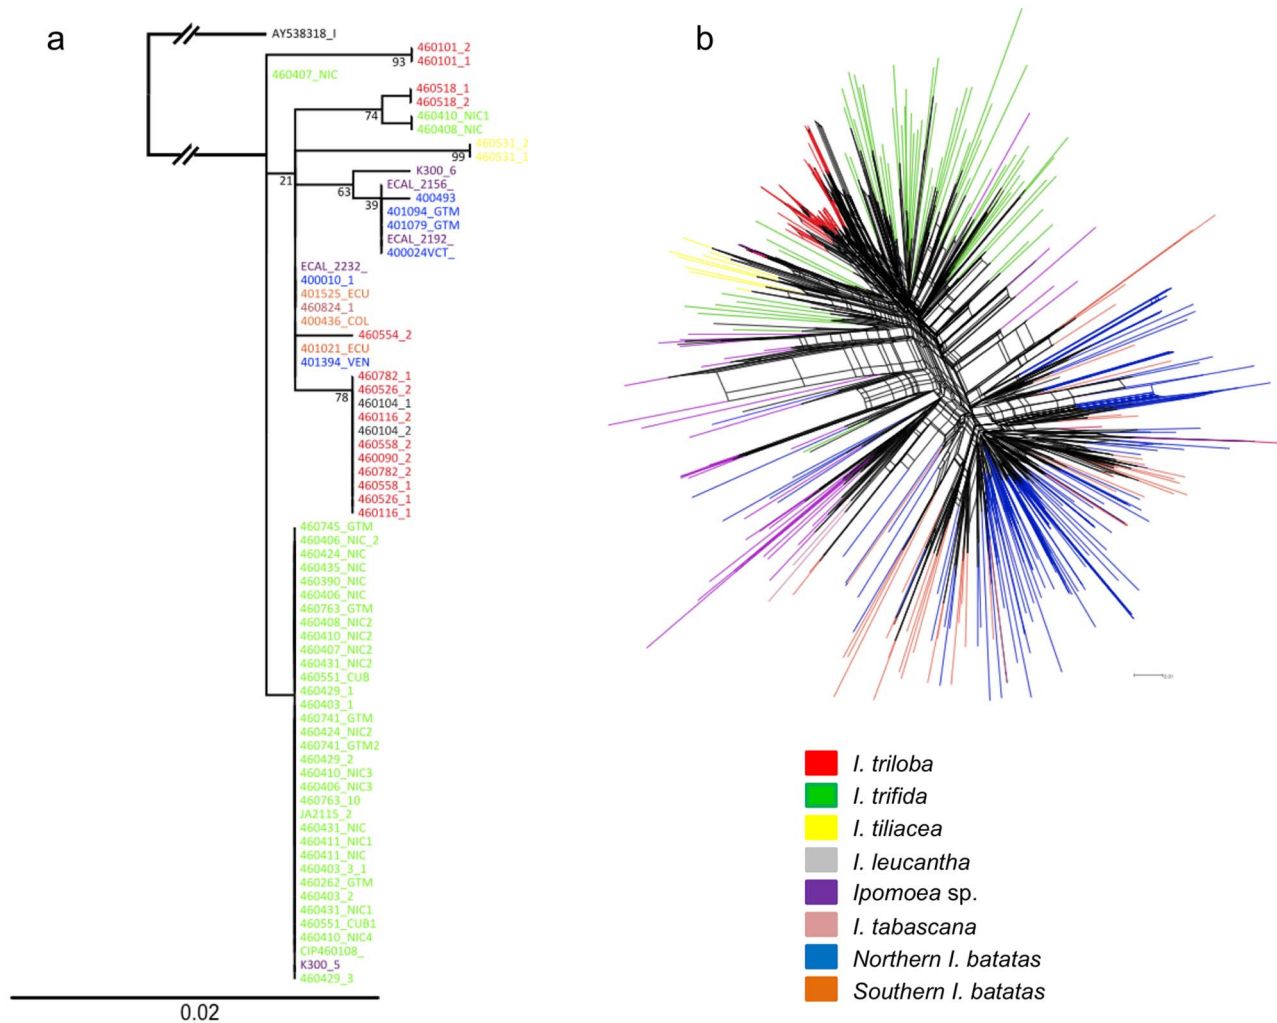 a
AY538318_I
460101_2
93
460101_1
460407_NIC
460518_1
460518_2
74
460410_NIC1
460408_NIC
460531_2
99
460531_1
K300_6
21
63
ECAL_2156_
39
400493
401094_GTM
401079_GTM
ECAL_2192_
400024VCT_
ECAL_2232_
400010_1
401525_ECU
460824_1
400436_COL
460554_2
401021_ECU
401394_VEN
460782_1
460526_2
78
460104_1
460116_2
460104_2
460558_2
460090_2
460782_2
460558_1
460526_1
460116_1
460745_GTM
460406_NIC_2
460424_NIC
460435_NIC
460390_NIC
460406_NIC
460763_GTM
460408_NIC2
460410_NIC2
460407_NIC2
460431_NIC2
460551_CUB
460429_1
460403_1
460741_GTM
460424_NIC2
460741_GTM2
460429_2
460410_NIC3
460406_NIC3
460763_10
JA2115_2
460431_NIC
460411_NIC1
460411_NIC
460403_3_1
460262_GTM
460403_2
460431_NIC1
460551_CUB1
460410_NIC4
CIP460108_
K300_5
460429_3
0.02
b
0.01
I. triloba
I. trifida
I. tiliacea
I. leucantha
Ipomoea sp.
I. tabascana
Northern I. batatas
Southern I. batatas